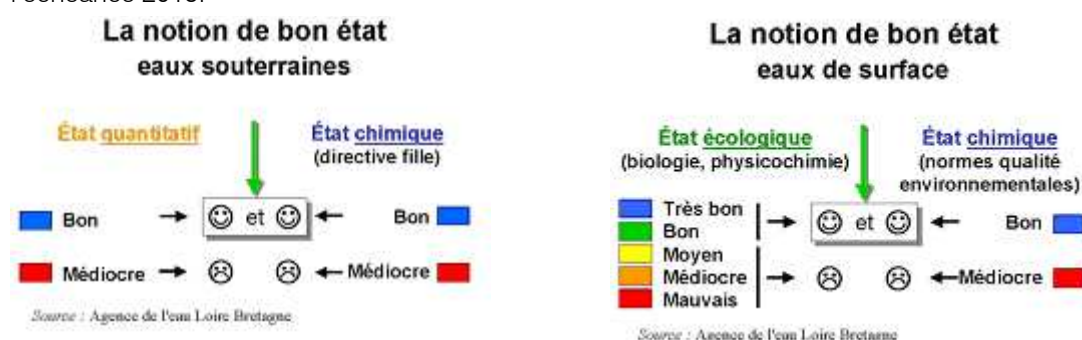 La notion de bon état
eaux souterraines
État quantitatif
État chimique
(directive fille)
Bon
et
Bon
Médiocre
Médiocre
Source : Agence de l'eau Loire Bretagne
La notion de bon état
eaux de surface
État écologique
(biologie, physicochimie)
État chimique
(normes qualité
environnementales)
Très bon
Bon
et
Bon
Moyen
Médiocre
Médiocre
Mauvais
Source : Agence de l'eau Loire Bretagne